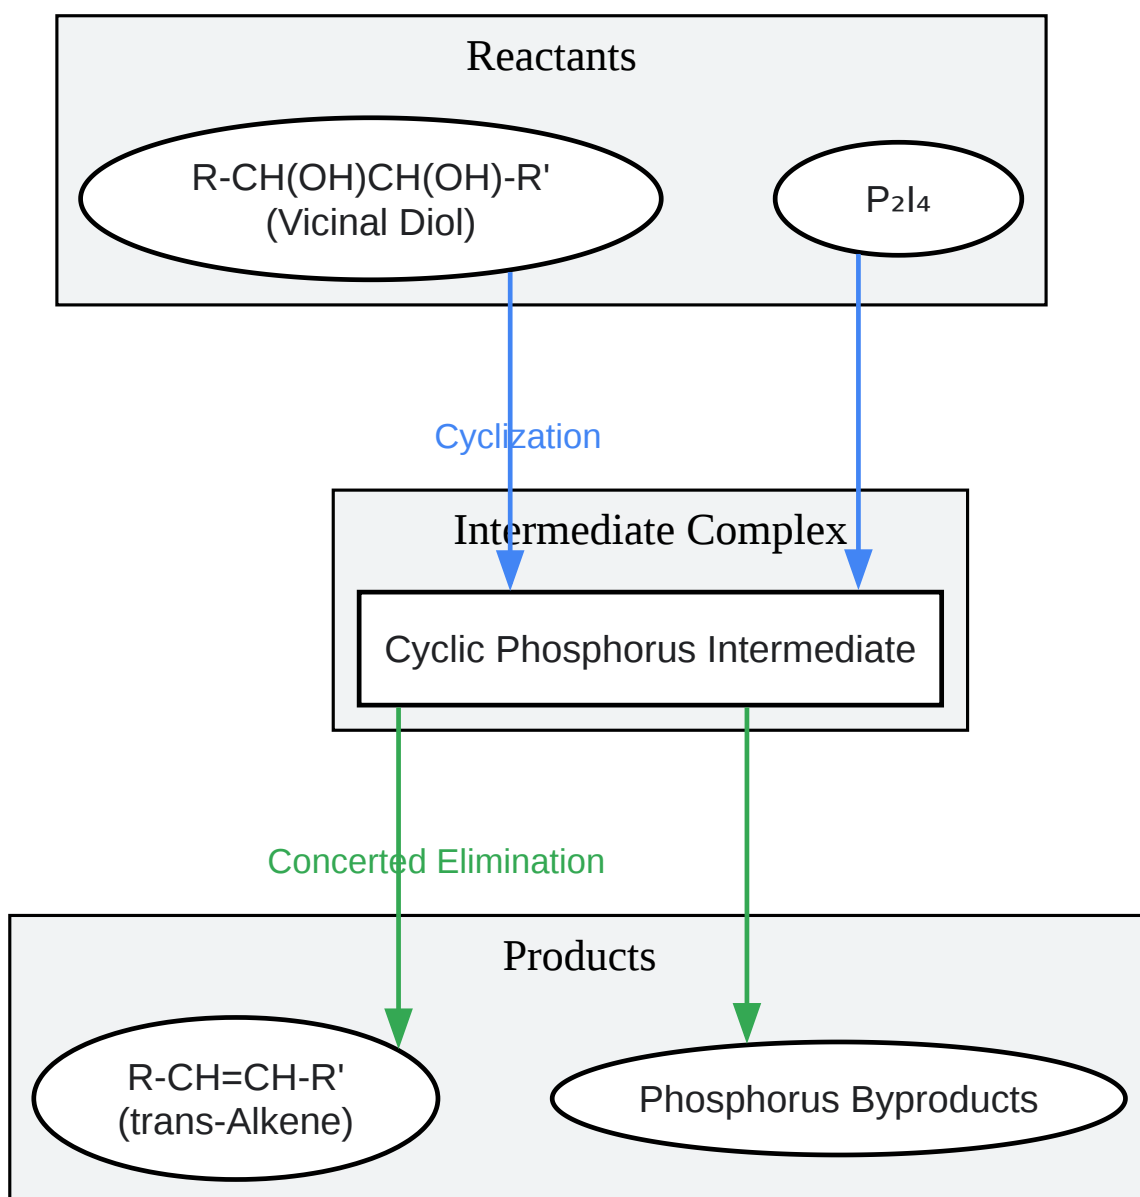 Reactants
R-CH(OH)CH(OH)-R'
(Vicinal Diol)
P₂I₄
Cyclization
Intermediate Complex
Cyclic Phosphorus Intermediate
Concerted Elimination
Products
R-CH=CH-R'
(trans-Alkene)
Phosphorus Byproducts